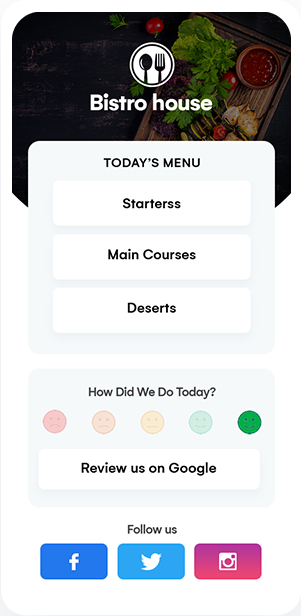 Bistro house
TODAY'S MENU
Starterss
Main Courses
Deserts
How Did We Do Today?
Review us on Google
Follow us